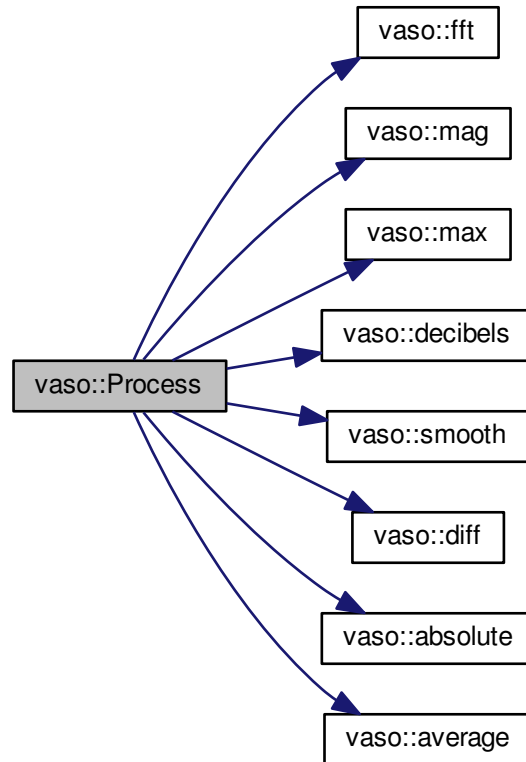 vaso::fft
vaso::mag
vaso::max
vaso::decibels
vaso::Process
vaso::smooth
vaso::diff
vaso::absolute
vaso::average